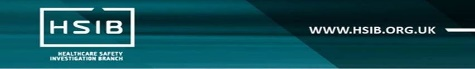 HSIB
WWW.HSIB.ORG.UK
HEALTHCARE SAFETY
INVESTIGATION BRANCH